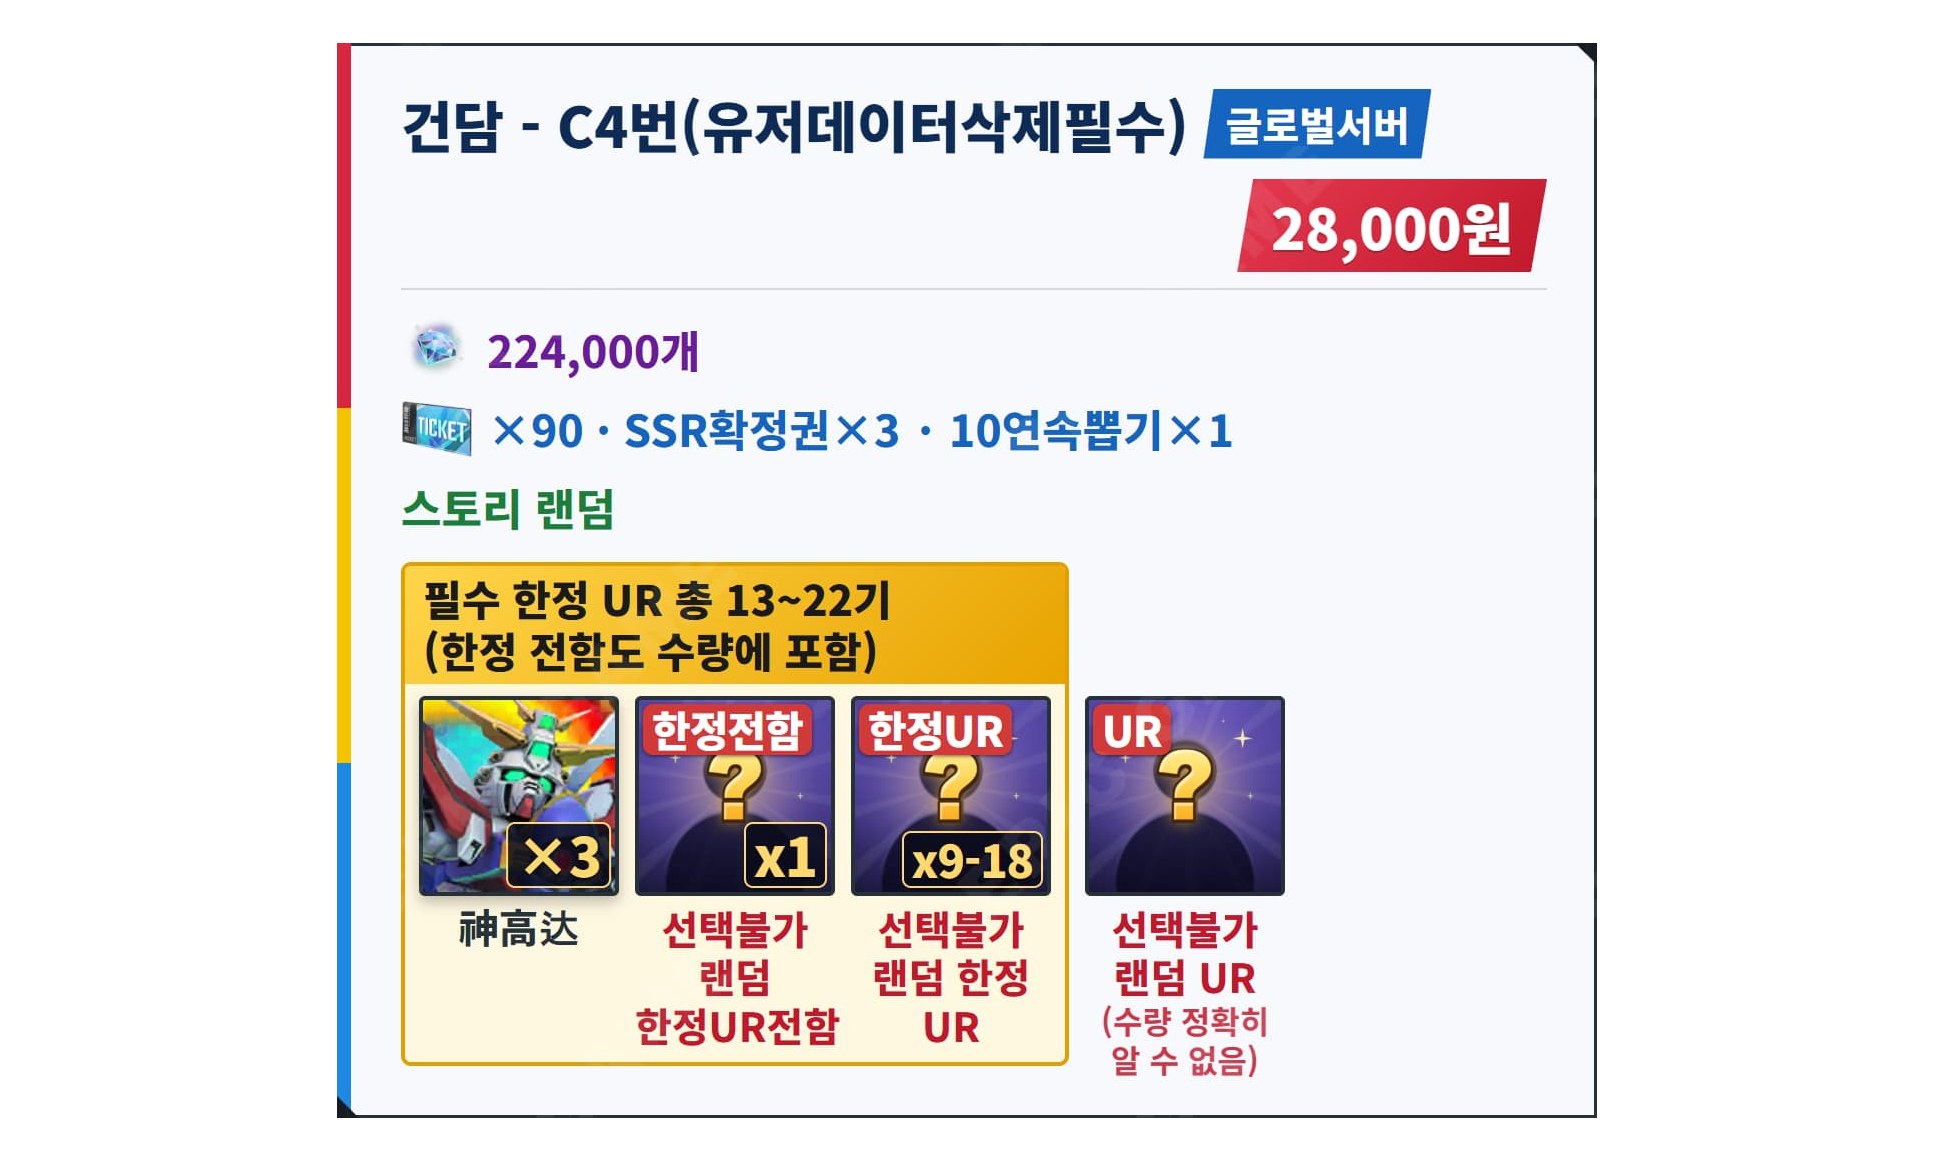 건담 - C4번(유저데이터삭제필수) 글로벌서버
28,000원
224,000개
TICKET ×90 · SSR확정권×3 · 10연속뽑기×1
스토리 랜덤
필수 한정 UR 총 13~22기
(한정 전함도 수량에 포함)
한정전함 한정UR UR
×3 x1 x9-18
神高达
선택불가
랜덤
한정UR전함
선택불가
랜덤 한정
UR
선택불가
랜덤 UR
(수량 정확히
알 수 없음)